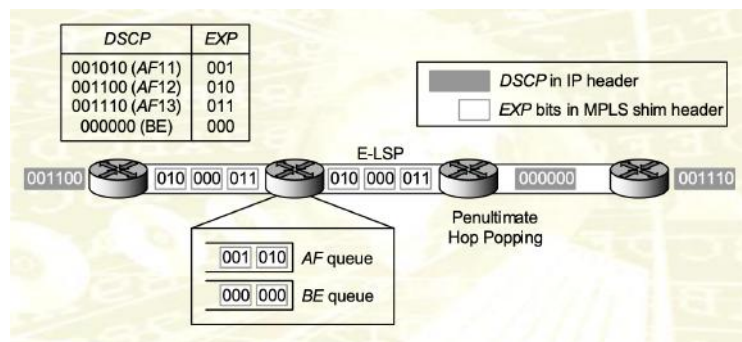 DSCP EXP
001010 (AF11) 001
001100 (AF12) 010
001110 (AF13) 011
000000 (BE) 000
DSCP in IP header
EXP bits in MPLS shim header
E-LSP
001100 010 000 011 010 000 011 000000 001110
Penultimate
Hop Popping
001 010 AF queue
000 000 BE queue